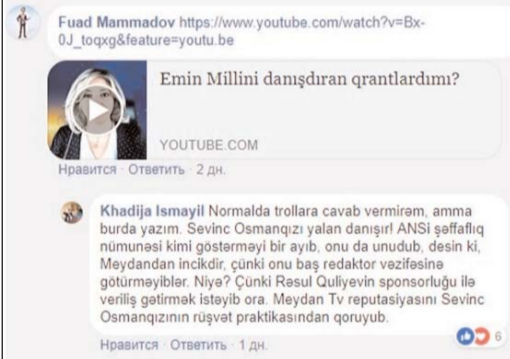 Fuad Mammadov https://www.youtube.com/watch?v=Bx-
0J_toqxg&feature=youtu.be
Emin Millini danışdıran qrantlardımı?
YOUTUBE.COM
Нравится · Ответить · 2 дн.
Khadija Ismayil Normalda trollara cavab vermirəm, amma
burda yazım. Sevinc Osmanqızı yalan danışır! ANSi şəffaflıq
nümunəsi kimi göstərməyi bir ayıb, onu da unudub, desin ki,
Meydandan incikdir, çünki onu baş redaktor vəzifəsinə
götürməyiblər. Niyə? Çünki Rəsul Quliyevin sponsorluğu ilə
veriliş gətirmək istəyib ora. Meydan Tv reputasiyasını Sevinc
Osmanqızının rüşvət praktikasından qoruyub.
6
Нравится · Ответить · 1 дн.